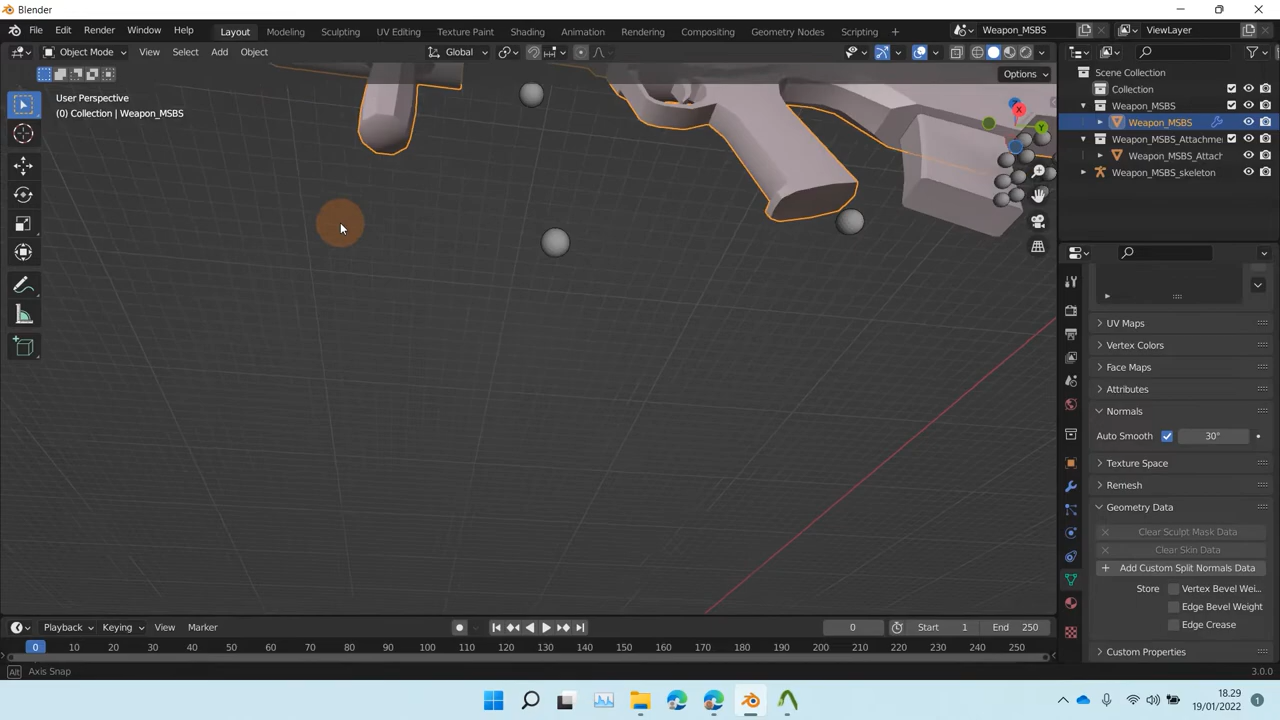 Blender
File Edit Render Window Help Layout Modeling Sculpting UV Editing Texture Paint Shading Animation Rendering Compositing Geometry Nodes Scripting + Weapon_MSBS ViewLayer
Object Mode View Select Add Object Global
Options
User Perspective
(0) Collection | Weapon_MSBS
X
Y
Scene Collection
Collection
Weapon_MSBS
Weapon_MSBS
Weapon_MSBS_Attachme
Weapon_MSBS_Attach
Weapon_MSBS_skeleton
UV Maps
Vertex Colors
Face Maps
Attributes
Normals
Auto Smooth 30°
Texture Space
Remesh
Geometry Data
Clear Sculpt Mask Data
Clear Skin Data
Add Custom Split Normals Data
Store Vertex Bevel Wei...
Edge Bevel Weight
Edge Crease
Custom Properties
Playback Keying View Marker 0 Start 1 End 250
0 10 20 30 40 50 60 70 80 90 100 110 120 130 140 150 160 170 180 190 200 210 220 230 240 250
Alt Axis Snap 3.0.0
18.29
19/01/2022
1